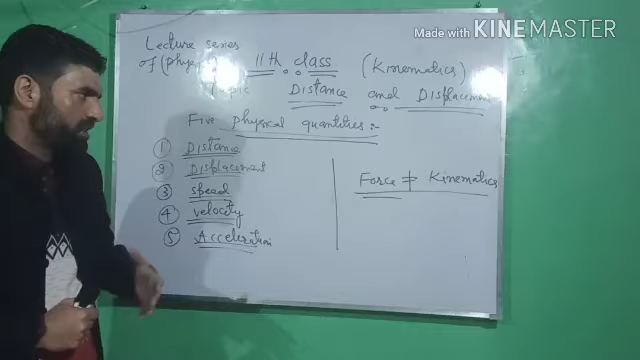 Made with KINEMASTER
Lecture series
of (Physics) 11th class (Kinematics)
Topic Distance and Displacement
Five physical quantities :-
① Distance
② Displacement
③ speed
④ velocity
⑤ Acceleration
Force ≠ Kinematics